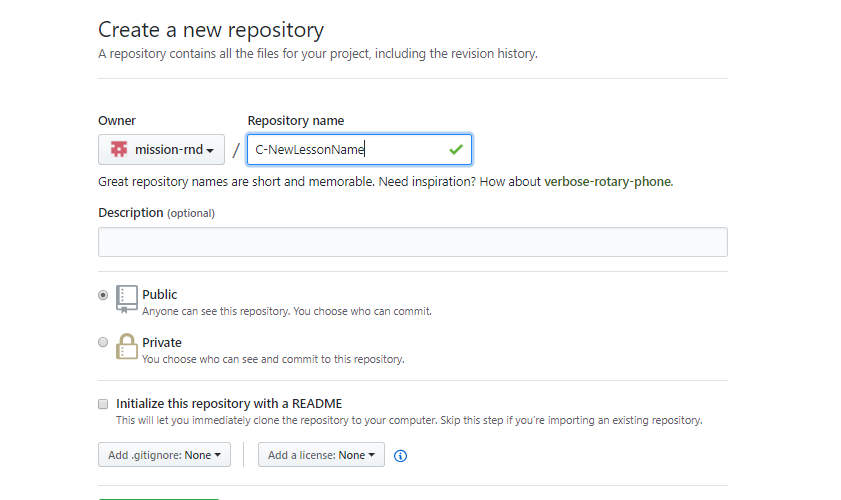 Create a new repository
A repository contains all the files for your project, including the revision history.
Owner
Repository name
mission-rnd
/
C-NewLessonName
Great repository names are short and memorable. Need inspiration? How about verbose-rotary-phone.
Description (optional)
Public
Anyone can see this repository. You choose who can commit.
Private
You choose who can see and commit to this repository.
Initialize this repository with a README
This will let you immediately clone the repository to your computer. Skip this step if you're importing an existing repository.
Add .gitignore: None
Add a license: None